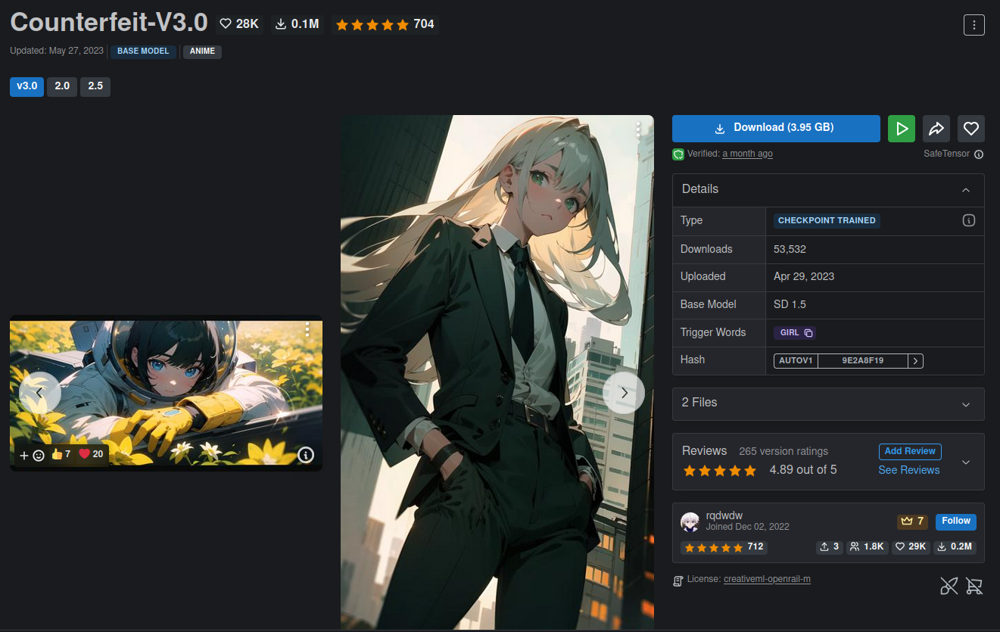 Counterfeit-V3.0 28K 0.1M 704
Updated: May 27, 2023 BASE MODEL ANIME
v3.0 2.0 2.5
7 20
Download (3.95 GB)
Verified: a month ago SafeTensor
Details
Type CHECKPOINT TRAINED
Downloads 53,532
Uploaded Apr 29, 2023
Base Model SD 1.5
Trigger Words GIRL
Hash AUTOV1 9E2A8F19
2 Files
Reviews 265 version ratings Add Review
4.89 out of 5 See Reviews
rqdwdw 7 Follow
Joined Dec 02, 2022
712 3 1.8K 29K 0.2M
License: creativeml-openrail-m